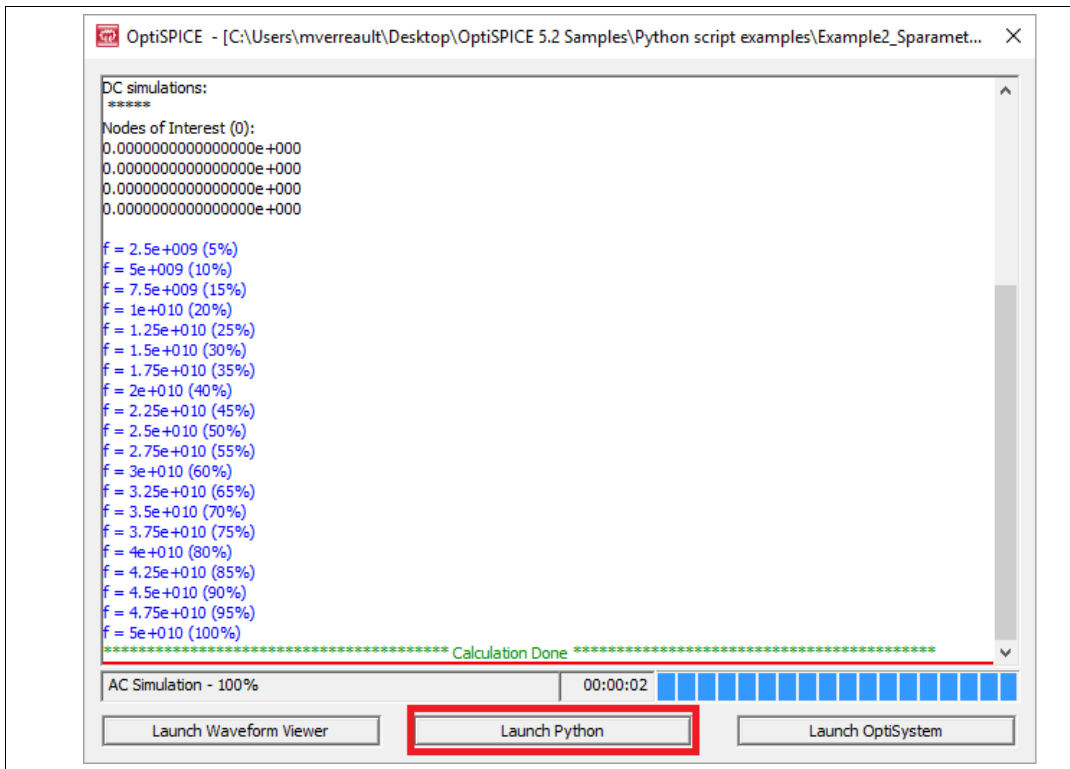 OptiSPICE - [C:\Users\mverreault\Desktop\OptiSPICE 5.2 Samples\Python script examples\Example2_Sparamet...
DC simulations:
*****
Nodes of Interest (0):
0.0000000000000000e+000
0.0000000000000000e+000
0.0000000000000000e+000
0.0000000000000000e+000
f = 2.5e+009 (5%)
f = 5e+009 (10%)
f = 7.5e+009 (15%)
f = 1e+010 (20%)
f = 1.25e+010 (25%)
f = 1.5e+010 (30%)
f = 1.75e+010 (35%)
f = 2e+010 (40%)
f = 2.25e+010 (45%)
f = 2.5e+010 (50%)
f = 2.75e+010 (55%)
f = 3e+010 (60%)
f = 3.25e+010 (65%)
f = 3.5e+010 (70%)
f = 3.75e+010 (75%)
f = 4e+010 (80%)
f = 4.25e+010 (85%)
f = 4.5e+010 (90%)
f = 4.75e+010 (95%)
f = 5e+010 (100%)
**************************************** Calculation Done ******************************************
AC Simulation - 100% 00:00:02
Launch Waveform Viewer Launch Python Launch OptiSystem